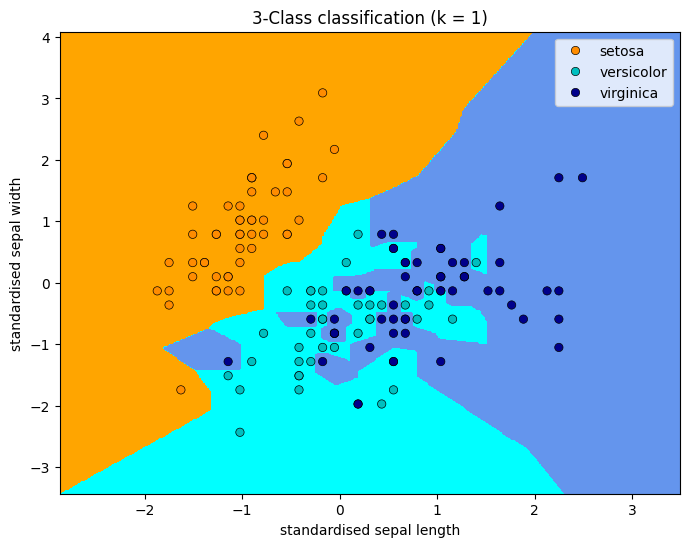 3-Class classification (k = 1)
setosa
versicolor
virginica
4
3
2
1
0
−1
−2
−3
standardised sepal width
−2 −1 0 1 2 3
standardised sepal length